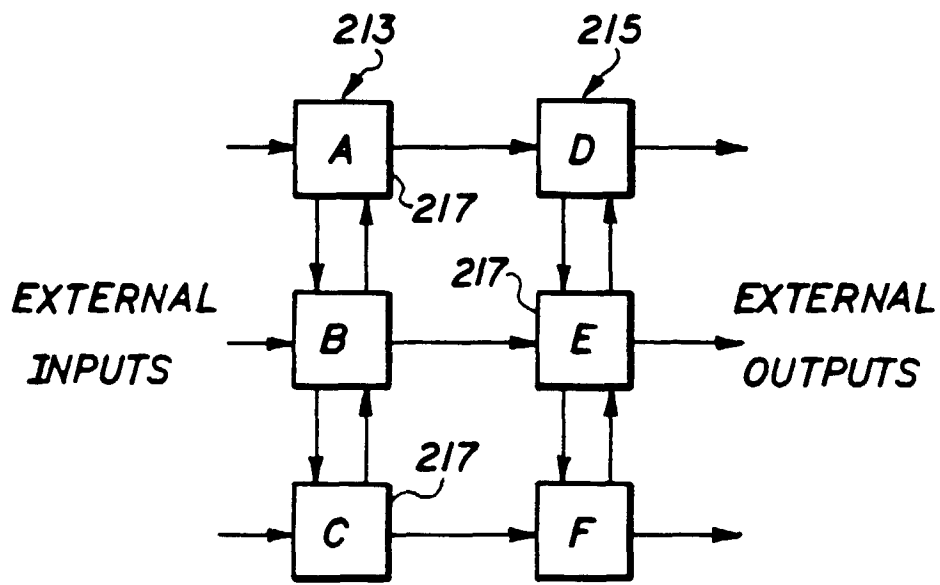 213
215
A
D
217
EXTERNAL
INPUTS
217
B
E
EXTERNAL
OUTPUTS
217
C
F